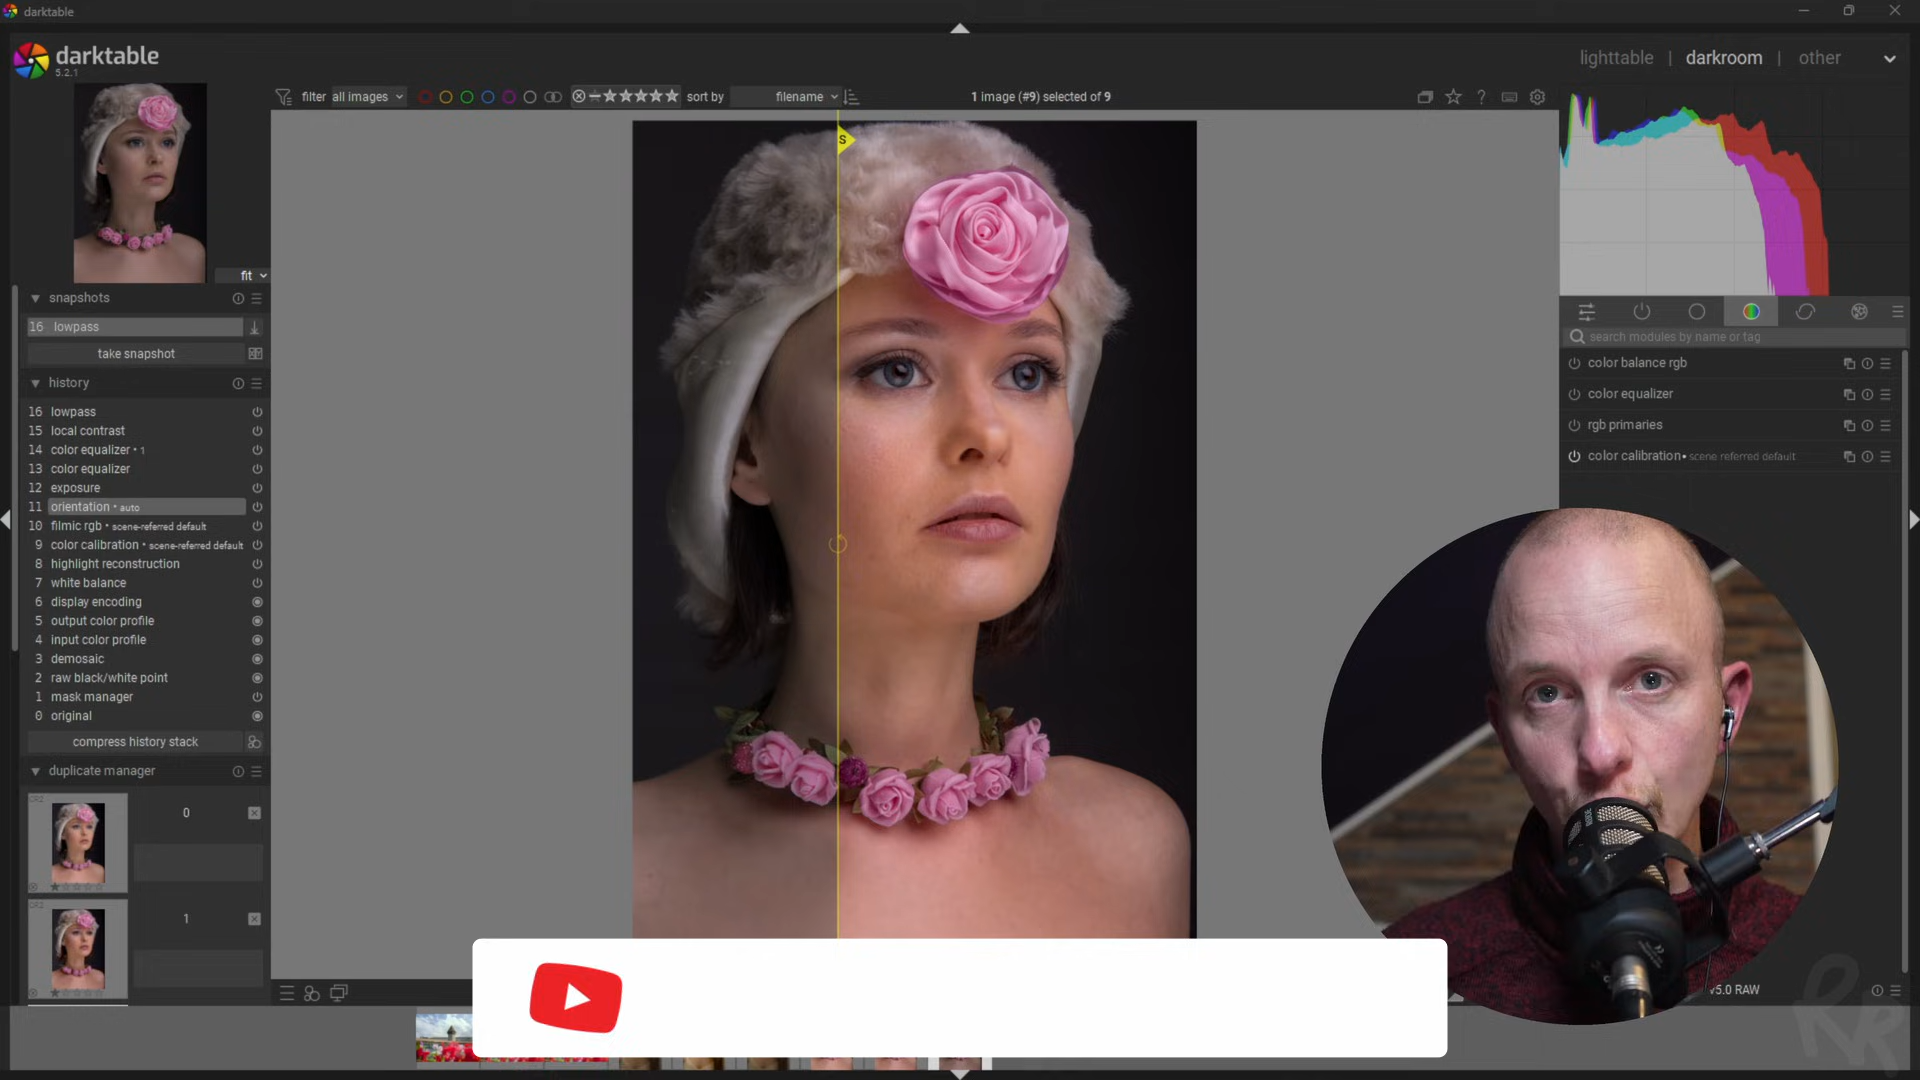 darktable
darktable
5.2.1
lighttable | darkroom | other
filter all images
sort by filename
1 image (#9) selected of 9
?
S
fit
snapshots
16 lowpass
take snapshot
history
16 lowpass
15 local contrast
14 color equalizer • 1
13 color equalizer
12 exposure
11 orientation • auto
10 filmic rgb • scene-referred default
9 color calibration • scene-referred default
8 highlight reconstruction
7 white balance
6 display encoding
5 output color profile
4 input color profile
3 demosaic
2 raw black/white point
1 mask manager
0 original
compress history stack
duplicate manager
0
1
search modules by name or tag
color balance rgb
color equalizer
rgb primaries
color calibration• scene referred default
v5.0 RAW
RR